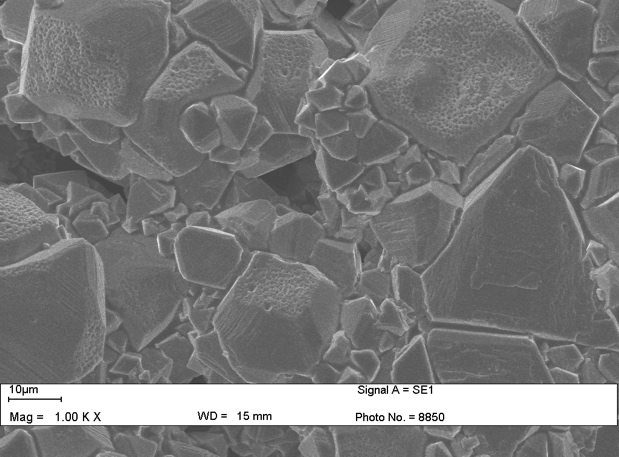 10µm
Signal A = SE1
Mag = 1.00 K X
WD = 15 mm
Photo No. = 8850